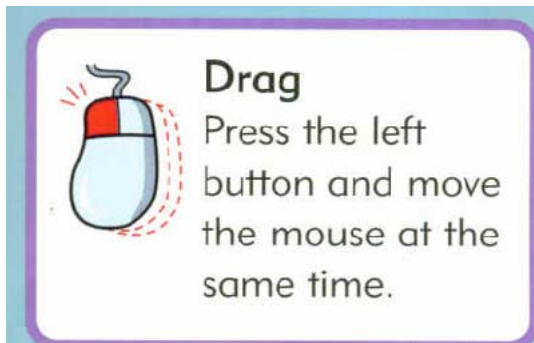 Drag
Press the left
button and move
the mouse at the
same time.